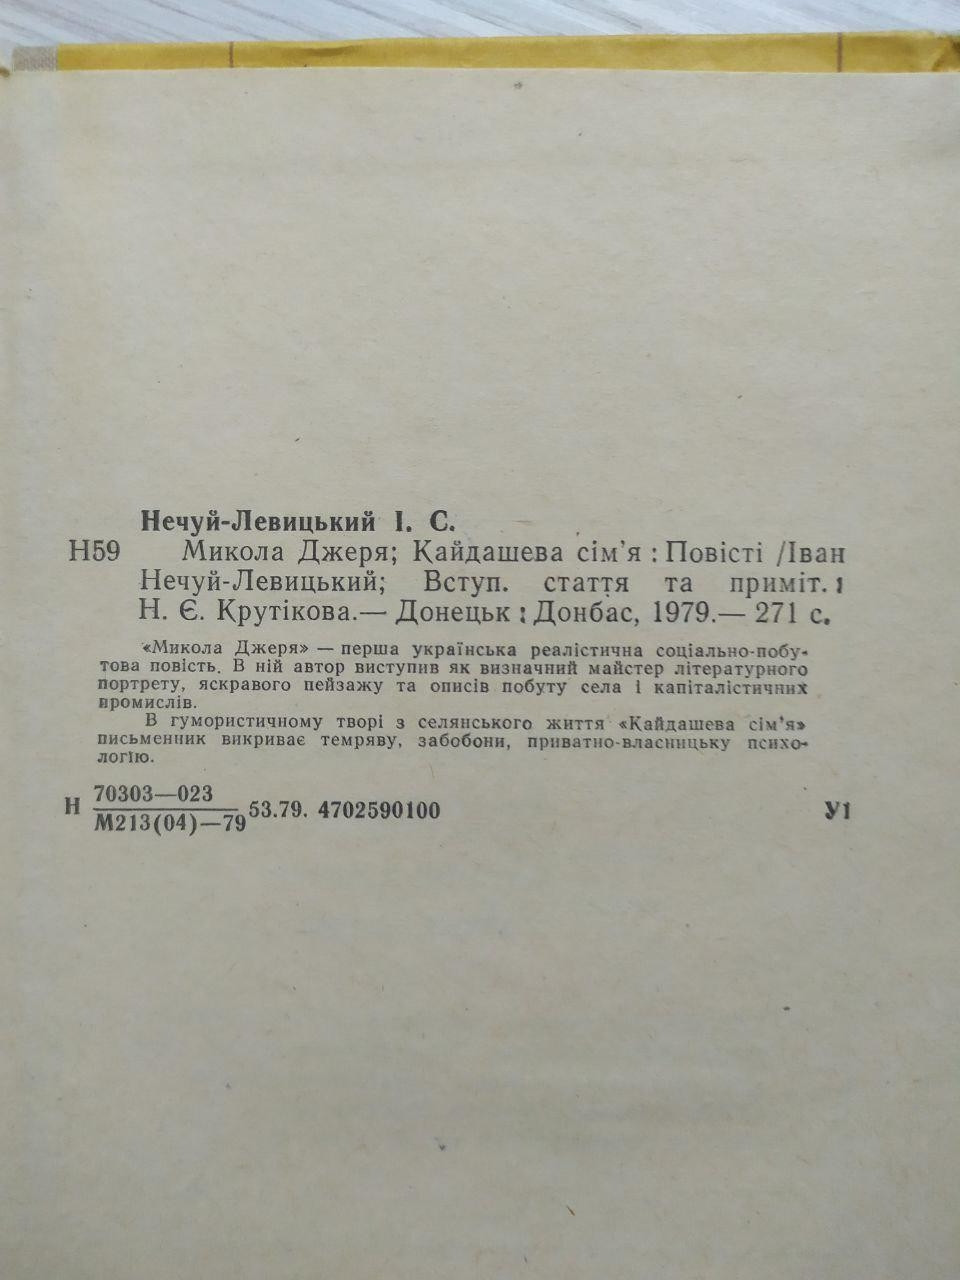 Нечуй-Левицький І. С.
Н59 Микола Джеря; Кайдашева сім'я : Повісті /Іван
Нечуй-Левицький; Вступ. стаття та приміт. :
Н. Є. Крутікова.— Донецьк : Донбас, 1979.— 271 с.
«Микола Джеря» — перша українська реалістична соціально-побу-
това повість. В ній автор виступив як визначний майстер літературного
портрету, яскравого пейзажу та описів побуту села і капіталістичних
промислів.
В гумористичному творі з селянського життя «Кайдашева сім'я»
письменник викриває темряву, забобони, приватно-власницьку психо-
логію.
70303—023
Н М213(04)—79 53.79. 4702590100 У1